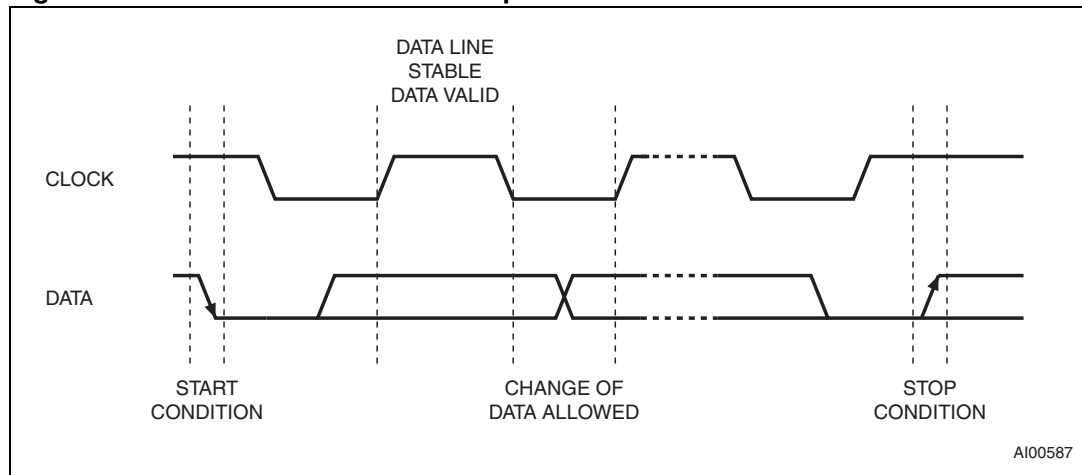 DATA LINE
STABLE
DATA VALID
CLOCK
DATA
START
CONDITION
CHANGE OF
DATA ALLOWED
STOP
CONDITION
AI00587